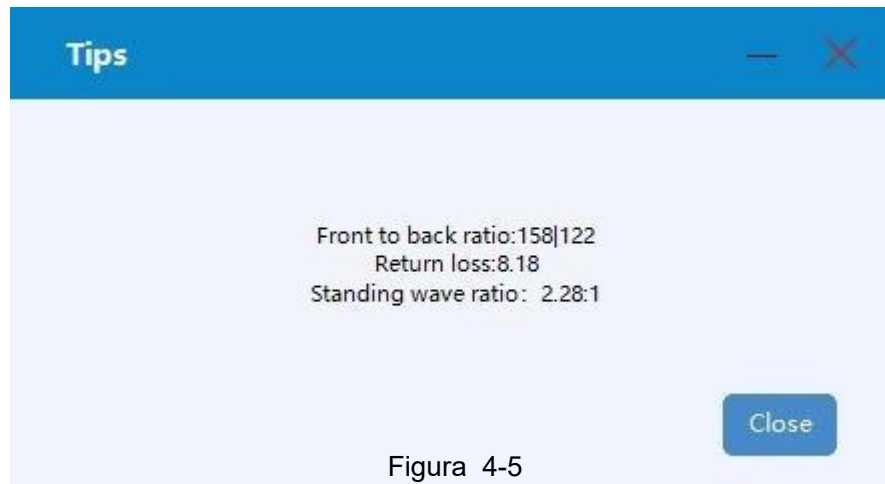 Tips
Front to back ratio:158|122
Return loss:8.18
Standing wave ratio：2.28:1
Close
Figura 4-5